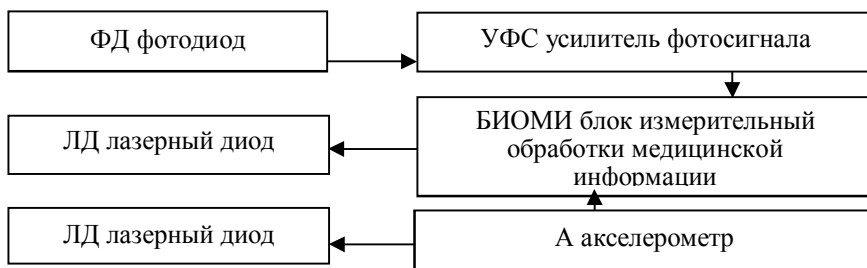 ФД фотодиод
УФС усилитель фотосигнала
ЛД лазерный диод
БИОМИ блок измерительный
обработки медицинской
информации
ЛД лазерный диод
А акселерометр